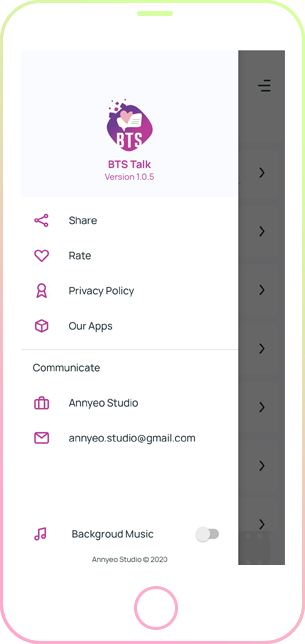 BTS
BTS Talk
Version 1.0.5
Share
Rate
Privacy Policy
Our Apps
Communicate
Annyeo Studio
annyeo.studio@gmail.com
Backgroud Music
Annyeo Studio © 2020